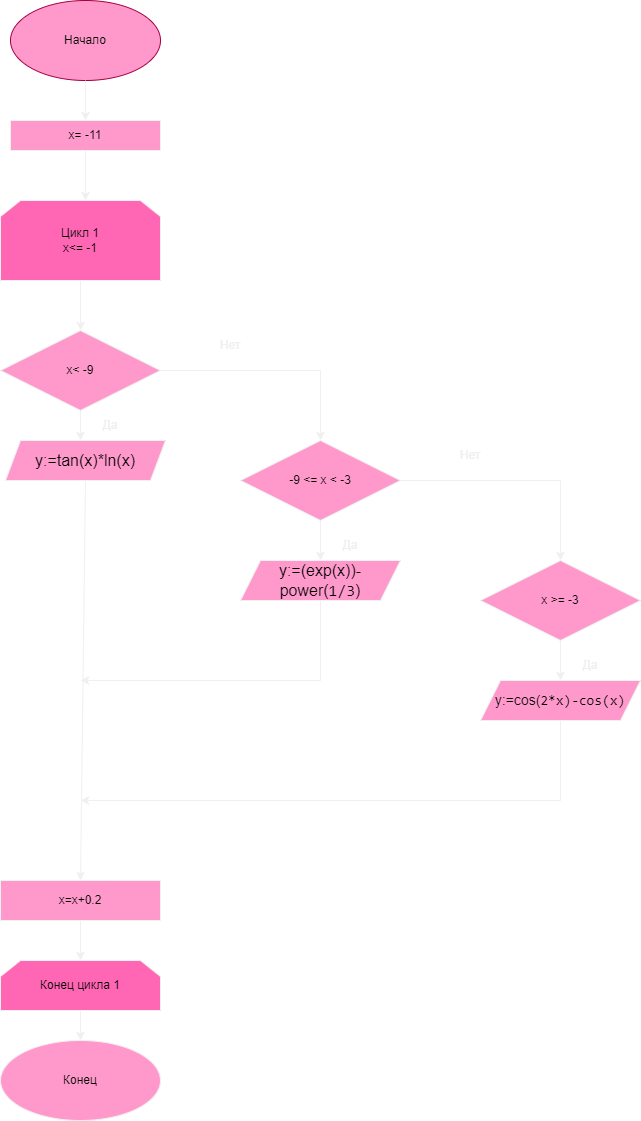 Начало
x= -11
Цикл 1
x<= -1
x< -9
Нет
Да
y:=tan(x)*ln(x)
-9 <= x < -3
Нет
Да
y:=(exp(x))-
power(1/3)
x >= -3
Да
y:=cos(2*x)-cos(x)
x=x+0.2
Конец цикла 1
Конец